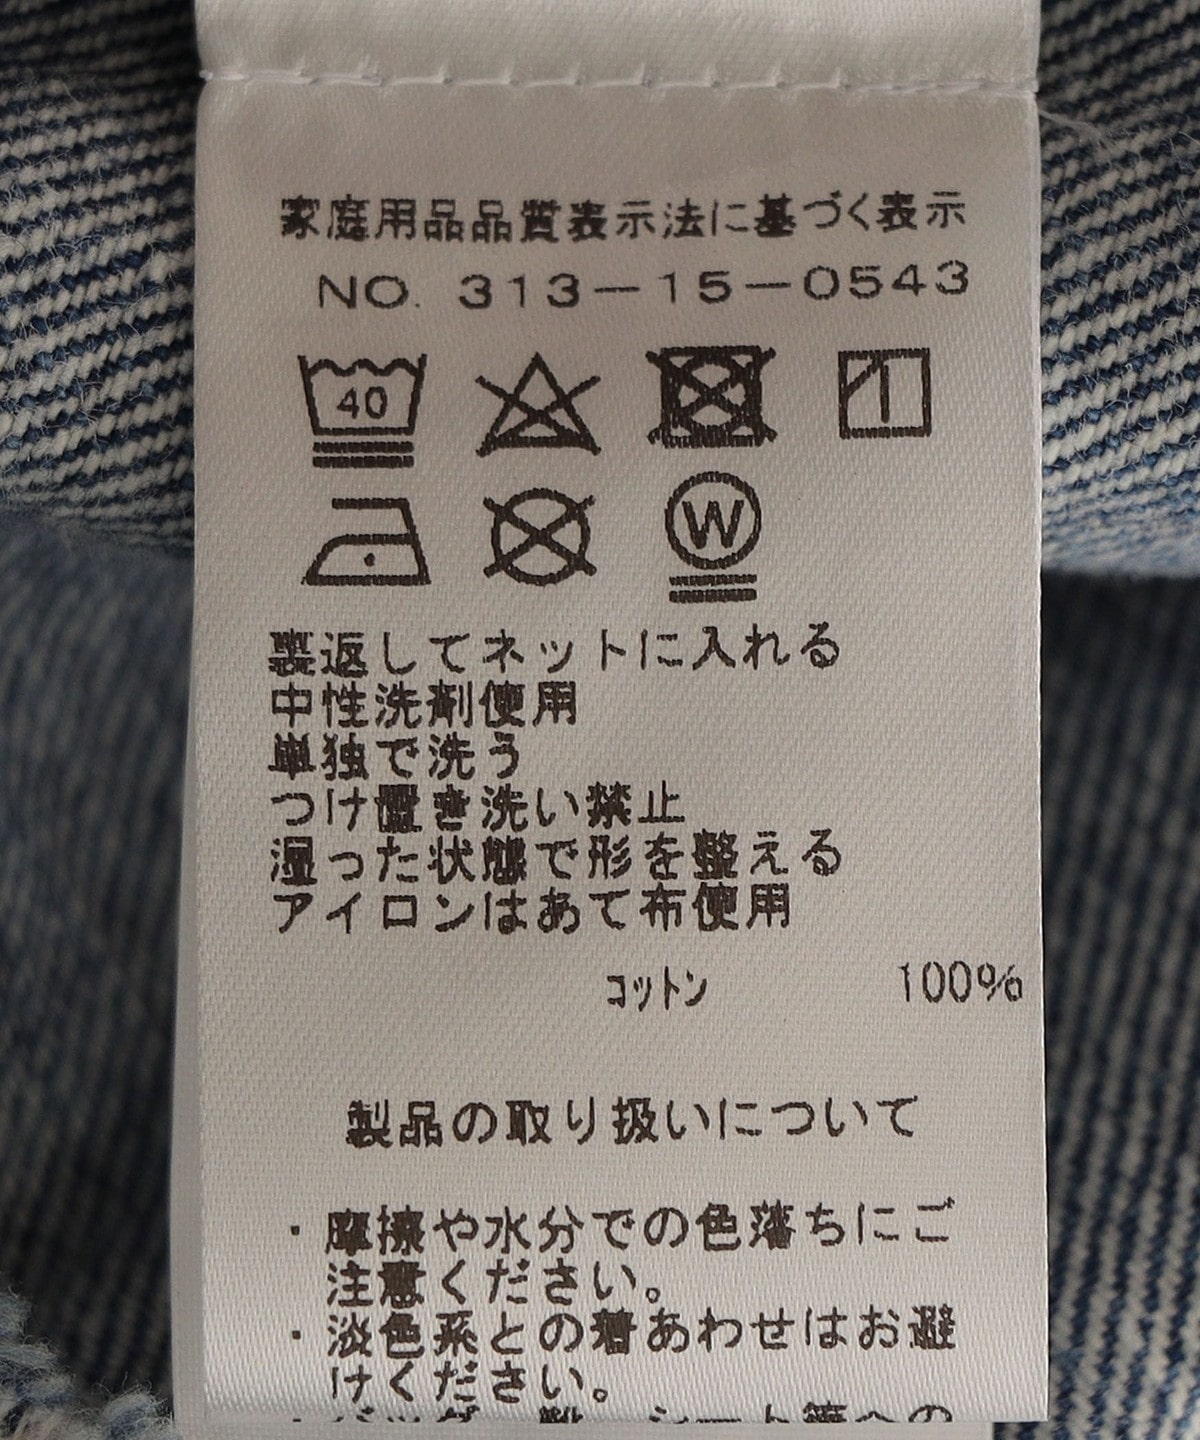 家庭用品品質表示法に基づく表示
NO. 313-15-0543
40
W
裏返してネットに入れる
中性洗剤使用
単独で洗う
つけ置き洗い禁止
湿った状態で形を整える
アイロンはあて布使用
コットン 100%
製品の取り扱いについて
・摩擦や水分での色落ちにご
注意ください。
・淡色系との着あわせはお避
けください。